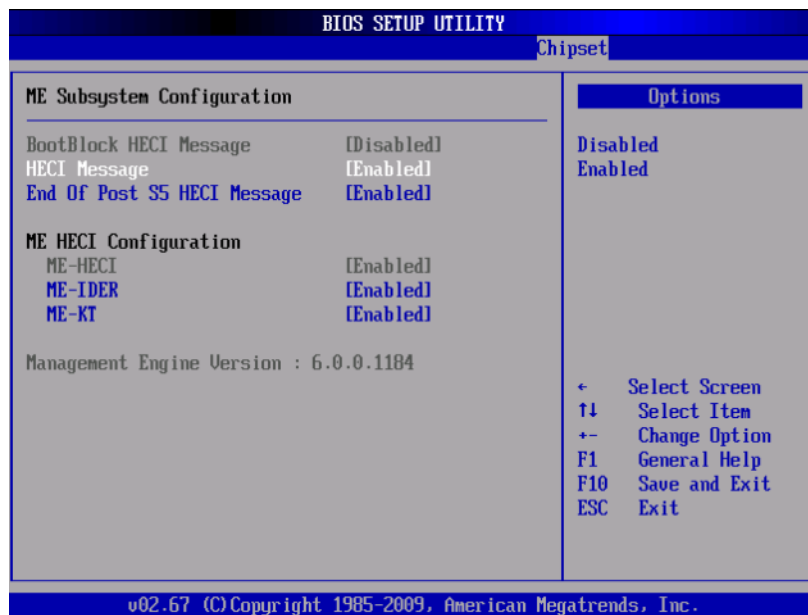 BIOS SETUP UTILITY
Chipset
ME Subsystem Configuration
BootBlock HECI Message [Disabled]
HECI Message [Enabled]
End Of Post S5 HECI Message [Enabled]
ME HECI Configuration
ME-HECI [Enabled]
ME-IDER [Enabled]
ME-KT [Enabled]
Management Engine Version : 6.0.0.1184
Options
Disabled
Enabled
← Select Screen
↑↓ Select Item
+- Change Option
F1 General Help
F10 Save and Exit
ESC Exit
v02.67 (C)Copyright 1985-2009, American Megatrends, Inc.